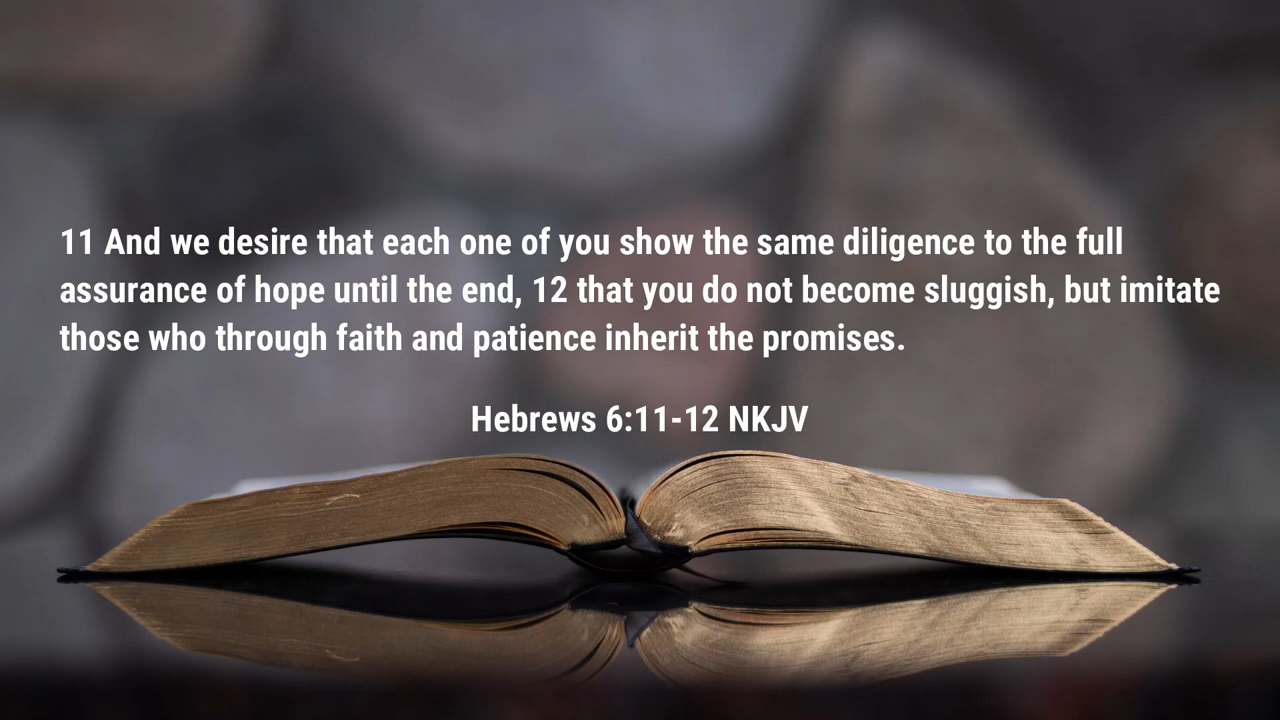 11 And we desire that each one of you show the same diligence to the full
assurance of hope until the end, 12 that you do not become sluggish, but imitate
those who through faith and patience inherit the promises.
Hebrews 6:11-12 NKJV